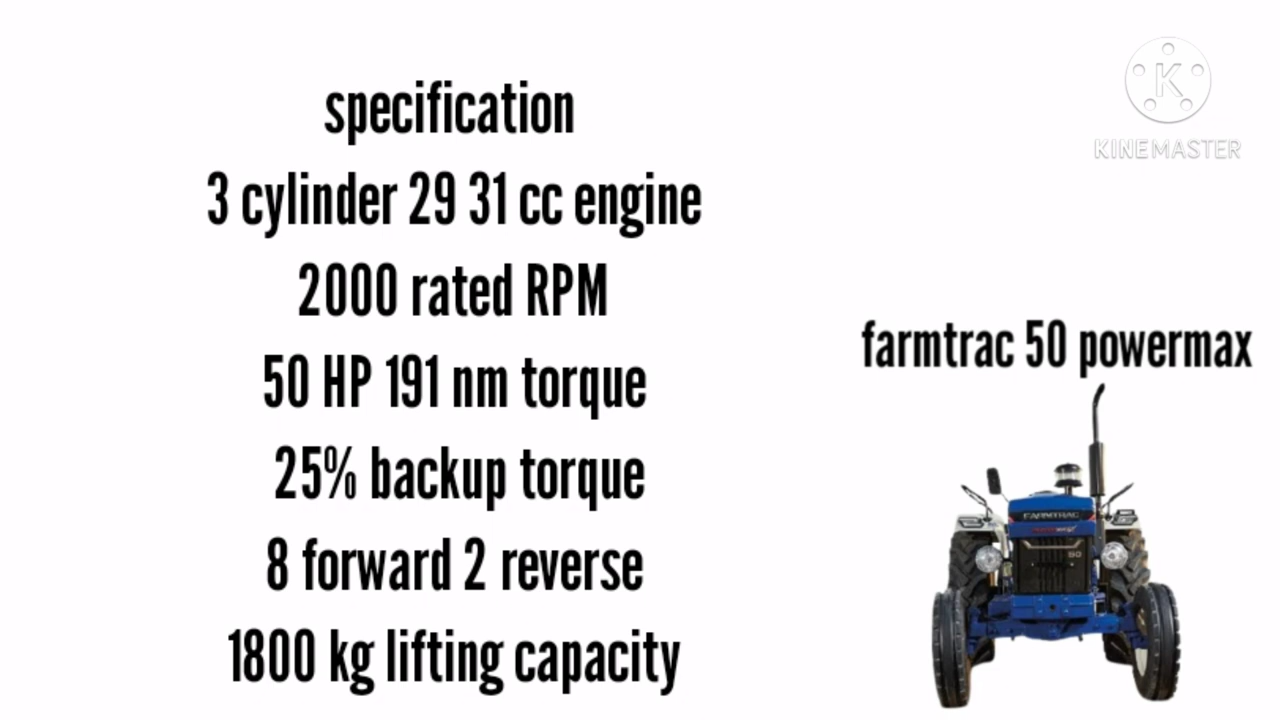 specification
3 cylinder 29 31 cc engine
2000 rated RPM
50 HP 191 nm torque
25% backup torque
8 forward 2 reverse
1800 kg lifting capacity
K
KINEMASTER
farmtrac 50 powermax
FARMTRAC
50